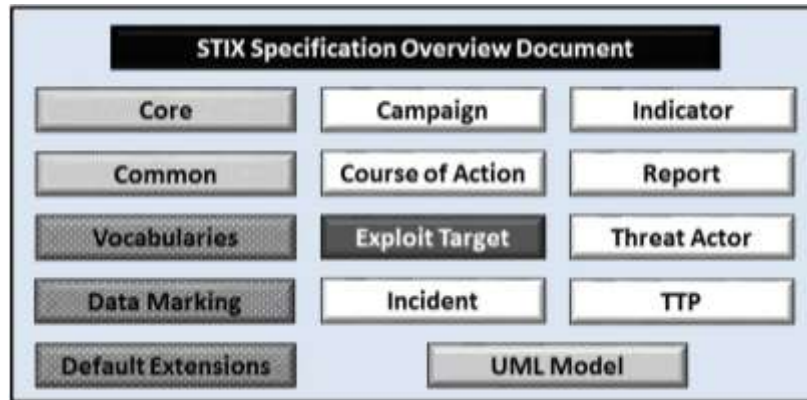 STIX Specification Overview Document
Core
Campaign
Indicator
Common
Course of Action
Report
Vocabularies
Exploit Target
Threat Actor
Data Marking
Incident
TTP
Default Extensions
UML Model